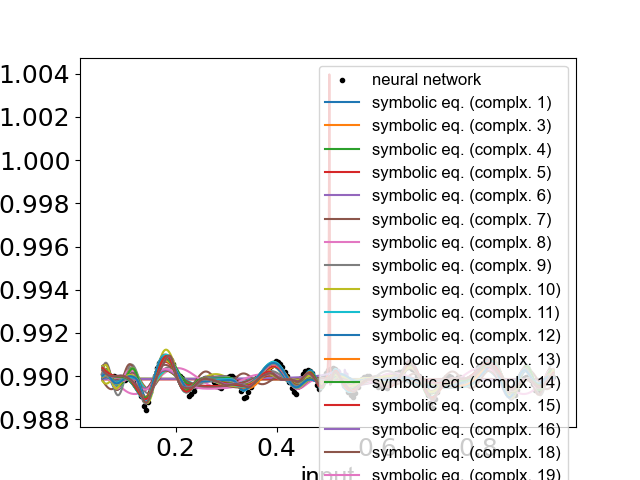 1.004
1.002
1.000
0.998
0.996
0.994
0.992
0.990
0.988
0.2
0.4
0.6
0.8
input
neural network
symbolic eq. (complx. 1)
symbolic eq. (complx. 3)
symbolic eq. (complx. 4)
symbolic eq. (complx. 5)
symbolic eq. (complx. 6)
symbolic eq. (complx. 7)
symbolic eq. (complx. 8)
symbolic eq. (complx. 9)
symbolic eq. (complx. 10)
symbolic eq. (complx. 11)
symbolic eq. (complx. 12)
symbolic eq. (complx. 13)
symbolic eq. (complx. 14)
symbolic eq. (complx. 15)
symbolic eq. (complx. 16)
symbolic eq. (complx. 18)
symbolic eq. (complx. 19)